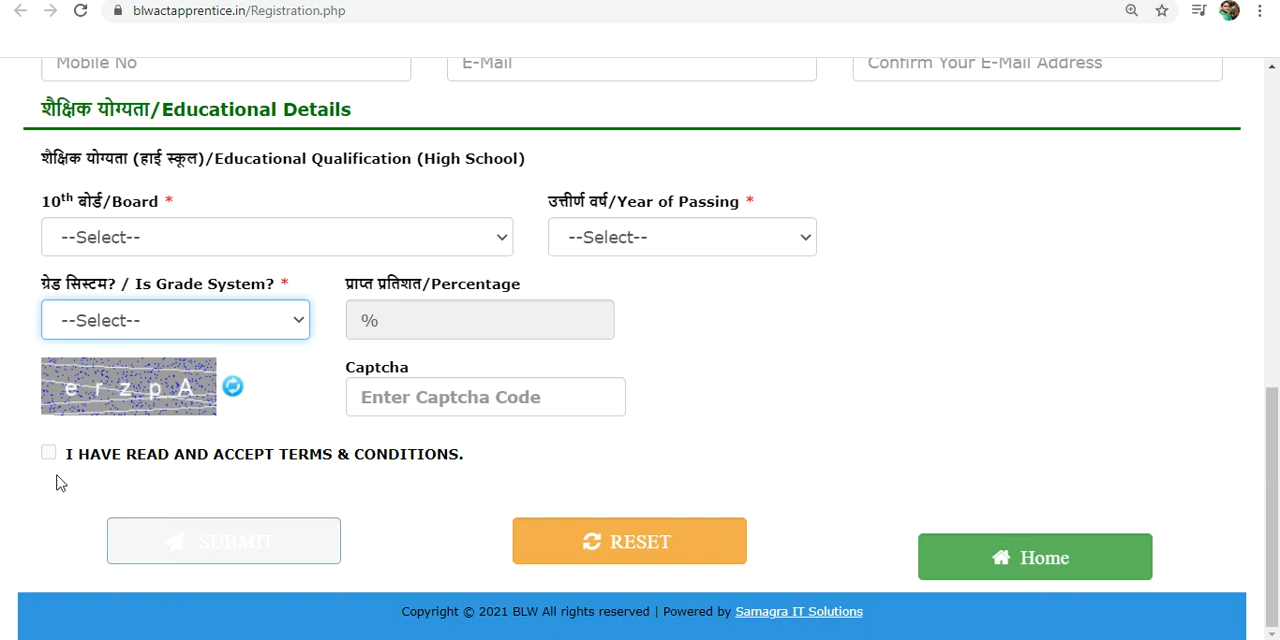 blwactapprentice.in/Registration.php
Mobile No E-Mail Confirm Your E-Mail Address
शैक्षिक योग्यता/Educational Details
शैक्षिक योग्यता (हाई स्कूल)/Educational Qualification (High School)
10th बोर्ड/Board * उत्तीर्ण वर्ष/Year of Passing *
--Select-- --Select--
ग्रेड सिस्टम? / Is Grade System? * प्राप्त प्रतिशत/Percentage
--Select-- %
Captcha
e r z p A Enter Captcha Code
I HAVE READ AND ACCEPT TERMS & CONDITIONS.
SUBMIT RESET Home
Copyright © 2021 BLW All rights reserved | Powered by Samagra IT Solutions